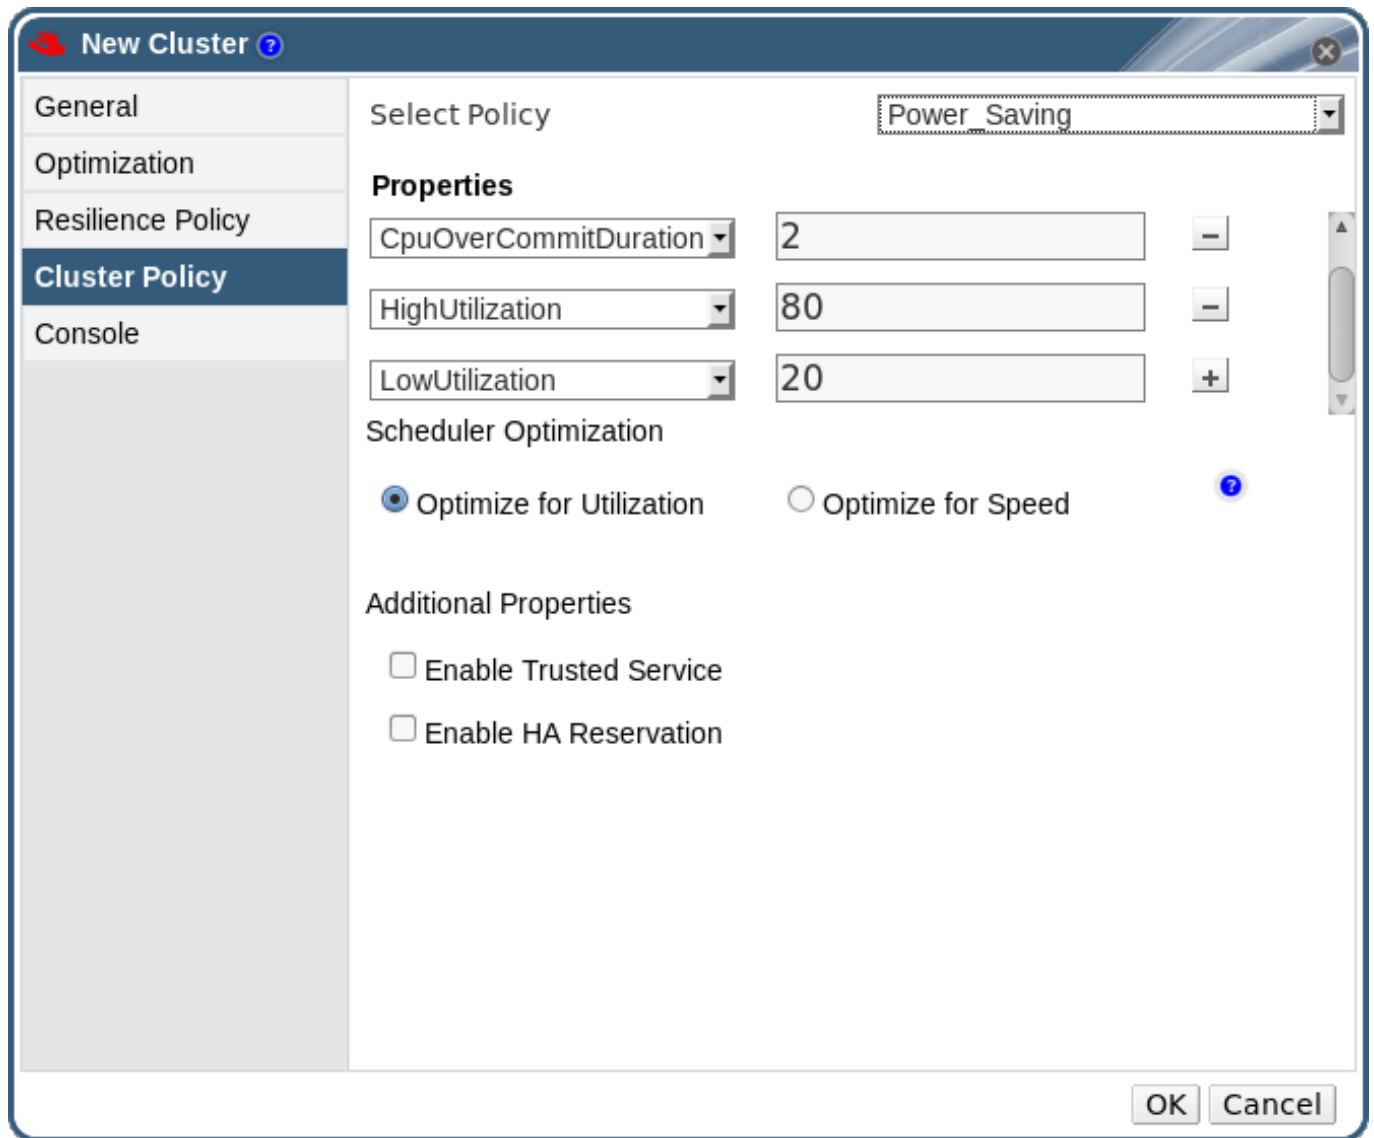 New Cluster ?
General
Optimization
Resilience Policy
Cluster Policy
Console
Select Policy Power_Saving
Properties
CpuOverCommitDuration 2 −
HighUtilization 80 −
LowUtilization 20 +
Scheduler Optimization
Optimize for Utilization Optimize for Speed ?
Additional Properties
Enable Trusted Service
Enable HA Reservation
OK Cancel